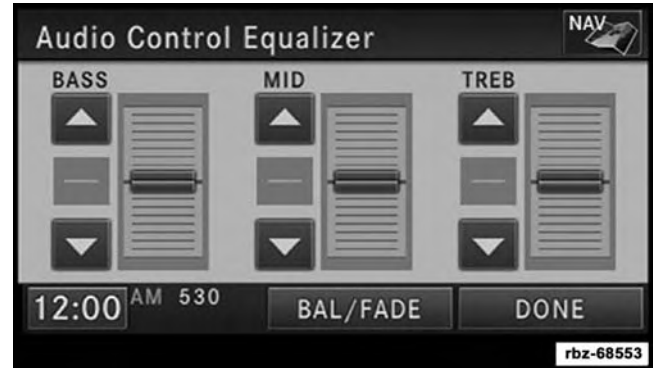 Audio Control Equalizer NAV
BASS MID TREB
12:00 AM 530 BAL/FADE DONE
rbz-68553